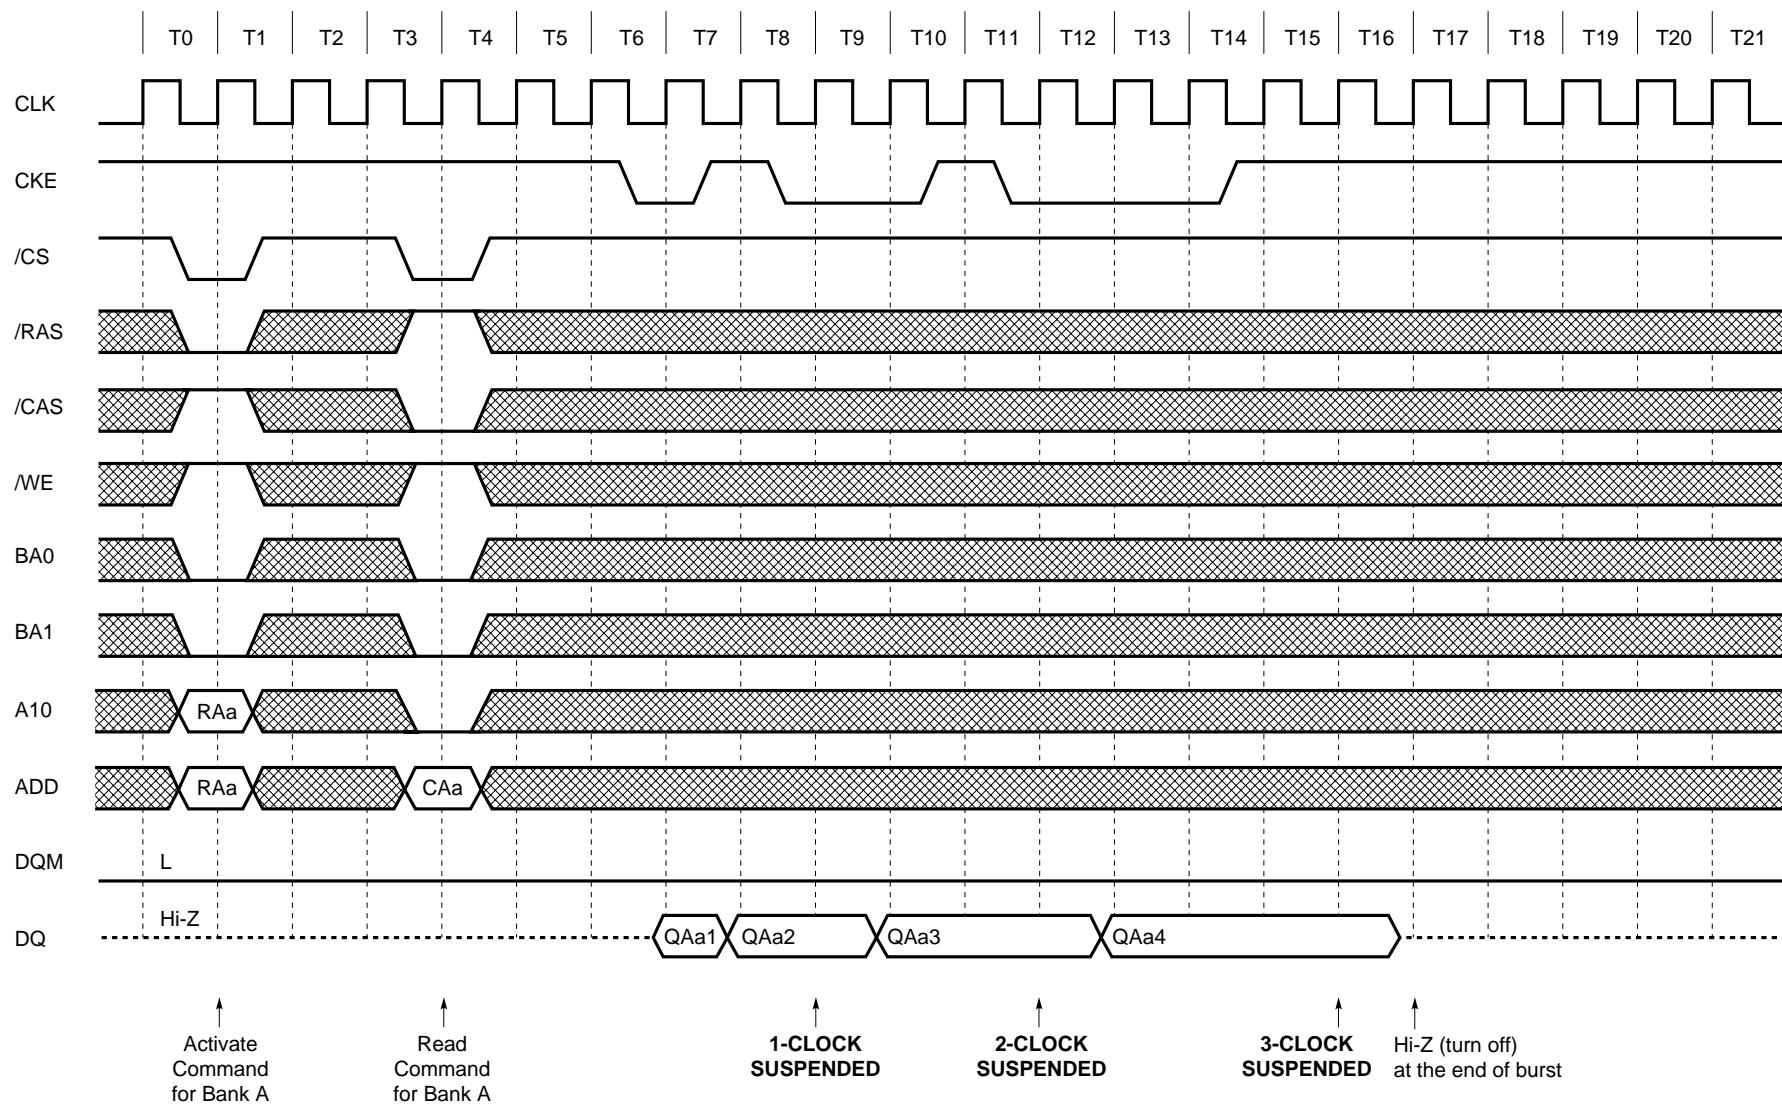 T0 T1 T2 T3 T4 T5 T6 T7 T8 T9 T10 T11 T12 T13 T14 T15 T16 T17 T18 T19 T20 T21
CLK
CKE
/CS
/RAS
/CAS
/WE
BA0
BA1
A10 RAa
ADD RAa CAa
DQM L
Hi-Z
DQ QAa1 QAa2 QAa3 QAa4
Activate
Command
for Bank A
Read
Command
for Bank A
1-CLOCK
SUSPENDED
2-CLOCK
SUSPENDED
3-CLOCK
SUSPENDED
Hi-Z (turn off)
at the end of burst